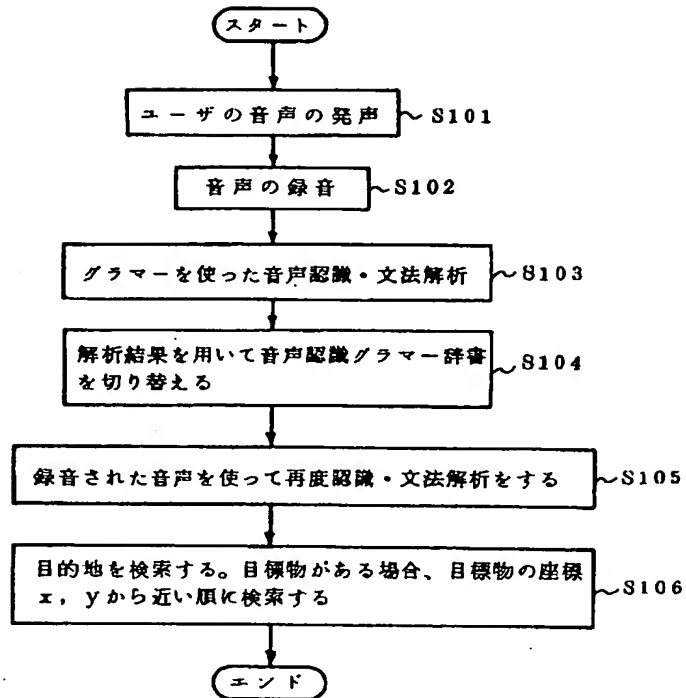 スタート
ユーザの音声の発声 S101
音声の録音 S102
グラマーを使った音声認識・文法解析 S103
解析結果を用いて音声認識グラマー辞書
を切り替える S104
録音された音声を使って再度認識・文法解析をする S105
目的地を検索する。目標物がある場合、目標物の座標
x，yから近い順に検索する S106
エンド